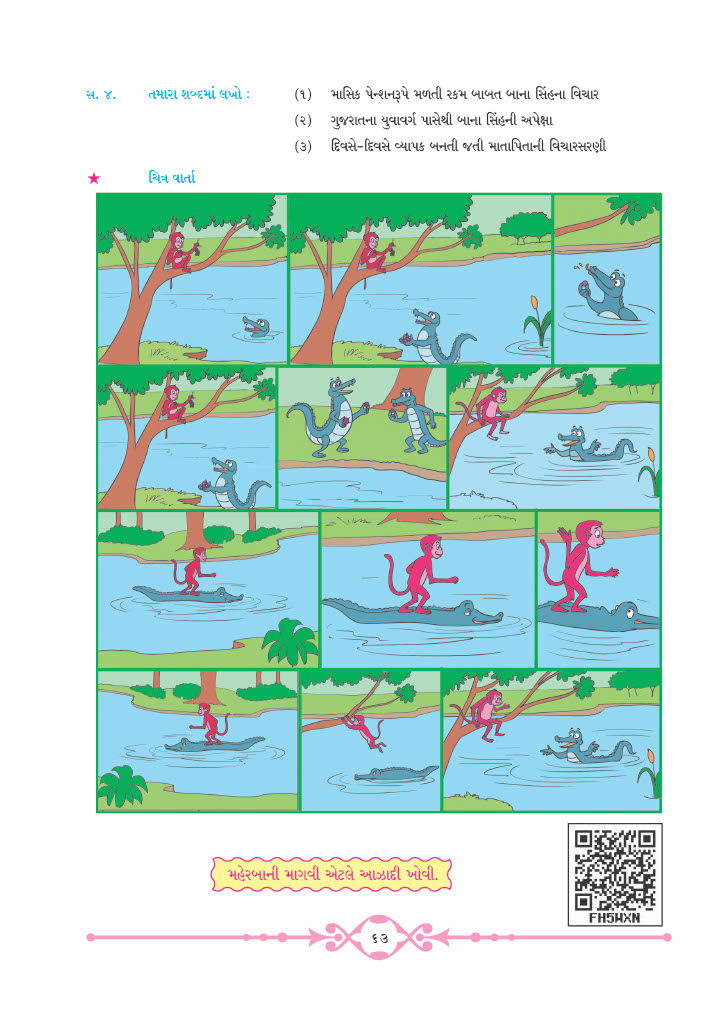 સ. ૪. તમારા શબ્દમાં લખો : (૧) માસિક પેન્શનરૂપે મળતી રકમ બાબત બાના સિંહના વિચાર
(૨) ગુજરાતના યુવાવર્ગ પાસેથી બાના સિંહની અપેક્ષા
(૩) દિવસે-દિવસે વ્યાપક બનતી જતી માતાપિતાની વિચારસરણી
★ ચિત્ર વાર્તા
મહેરબાની માગવી એટલે આઝાદી ખોવી.
FH5WXN
૬૩